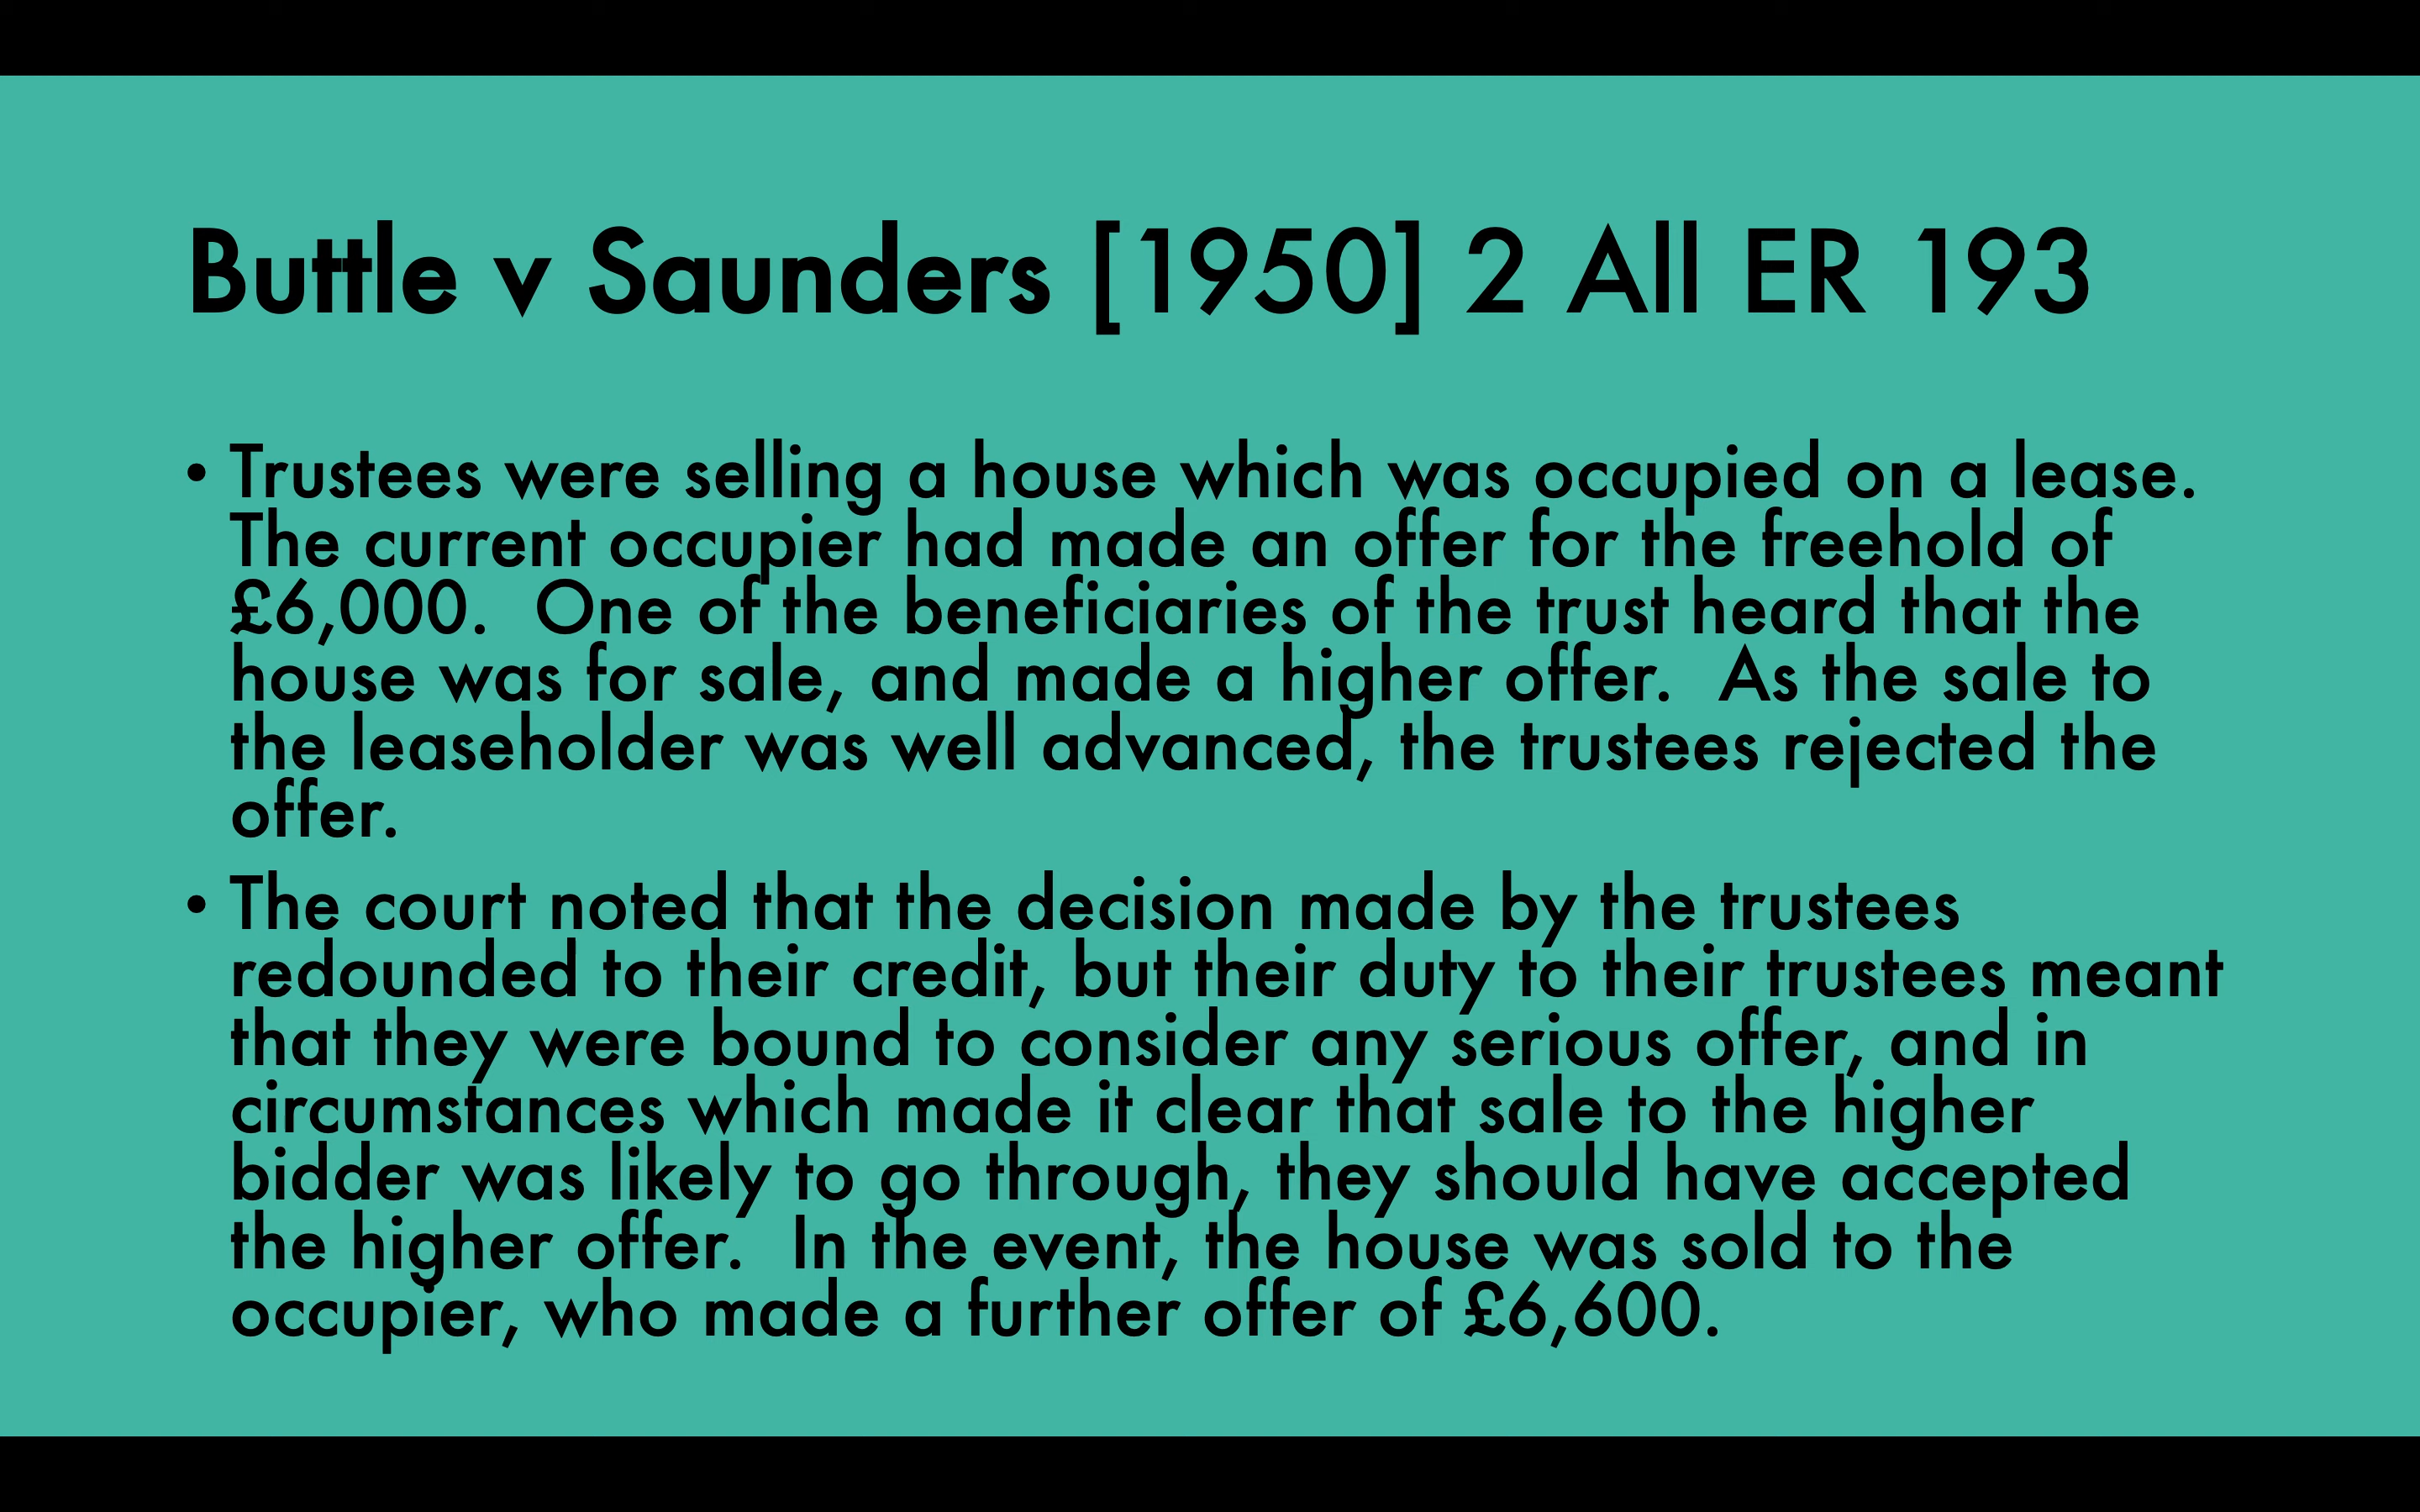 Buttle v Saunders [1950] 2 All ER 193
• Trustees were selling a house which was occupied on a lease.
The current occupier had made an offer for the freehold of
£6,000. One of the beneficiaries of the trust heard that the
house was for sale, and made a higher offer. As the sale to
the leaseholder was well advanced, the trustees rejected the
offer.
• The court noted that the decision made by the trustees
redounded to their credit, but their duty to their trustees meant
that they were bound to consider any serious offer, and in
circumstances which made it clear that sale to the higher
bidder was likely to go through, they should have accepted
the higher offer. In the event, the house was sold to the
occupier, who made a further offer of £6,600.